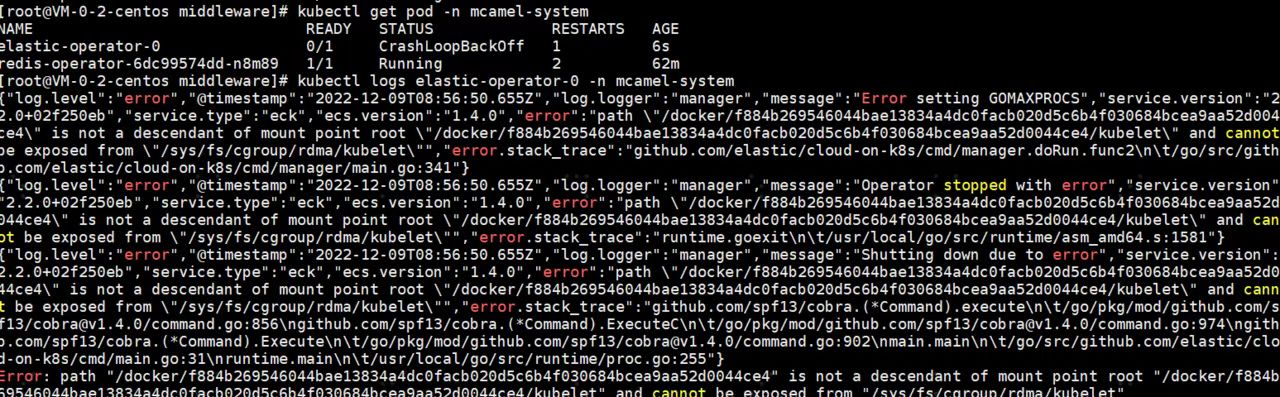 [root@VM-0-2-centos middleware]# kubectl get pod -n mcamel-system
NAME READY STATUS RESTARTS AGE
elastic-operator-0 0/1 CrashLoopBackOff 1 6s
redis-operator-6dc99574dd-n8m89 1/1 Running 2 62m
[root@VM-0-2-centos middleware]# kubectl logs elastic-operator-0 -n mcamel-system
{"log.level":"error","@timestamp":"2022-12-09T08:56:50.655Z","log.logger":"manager","message":"Error setting GOMAXPROCS","service.version":"2
2.0+02f250eb","service.type":"eck","ecs.version":"1.4.0","error":"path \"/docker/f884b269546044bae13834a4dc0facb020d5c6b4f030684bcea9aa52d004
ce4\" is not a descendant of mount point root \"/docker/f884b269546044bae13834a4dc0facb020d5c6b4f030684bcea9aa52d0044ce4/kubelet\" and cannot
be exposed from \"/sys/fs/cgroup/rdma/kubelet\"","error.stack_trace":"github.com/elastic/cloud-on-k8s/cmd/manager.doRun.func2\n\t/go/src/gith
b.com/elastic/cloud-on-k8s/cmd/manager/main.go:341"}
{"log.level":"error","@timestamp":"2022-12-09T08:56:50.655Z","log.logger":"manager","message":"Operator stopped with error","service.version"
"2.2.0+02f250eb","service.type":"eck","ecs.version":"1.4.0","error":"path \"/docker/f884b269546044bae13834a4dc0facb020d5c6b4f030684bcea9aa52d
044ce4\" is not a descendant of mount point root \"/docker/f884b269546044bae13834a4dc0facb020d5c6b4f030684bcea9aa52d0044ce4/kubelet\" and can
ot be exposed from \"/sys/fs/cgroup/rdma/kubelet\"","error.stack_trace":"runtime.goexit\n\t/usr/local/go/src/runtime/asm_amd64.s:1581"}
{"log.level":"error","@timestamp":"2022-12-09T08:56:50.655Z","log.logger":"manager","message":"Shutting down due to error","service.version":
2.2.0+02f250eb","service.type":"eck","ecs.version":"1.4.0","error":"path \"/docker/f884b269546044bae13834a4dc0facb020d5c6b4f030684bcea9aa52d0
44ce4\" is not a descendant of mount point root \"/docker/f884b269546044bae13834a4dc0facb020d5c6b4f030684bcea9aa52d0044ce4/kubelet\" and cann
t be exposed from \"/sys/fs/cgroup/rdma/kubelet\"","error.stack_trace":"github.com/spf13/cobra.(*Command).execute\n\t/go/pkg/mod/github.com/s
f13/cobra@v1.4.0/command.go:856\ngithub.com/spf13/cobra.(*Command).ExecuteC\n\t/go/pkg/mod/github.com/spf13/cobra@v1.4.0/command.go:974\ngith
b.com/spf13/cobra.(*Command).Execute\n\t/go/pkg/mod/github.com/spf13/cobra@v1.4.0/command.go:902\nmain.main\n\t/go/src/github.com/elastic/clo
d-on-k8s/cmd/main.go:31\nruntime.main\n\t/usr/local/go/src/runtime/proc.go:255"}
Error: path "/docker/f884b269546044bae13834a4dc0facb020d5c6b4f030684bcea9aa52d0044ce4" is not a descendant of mount point root "/docker/f884b
69546044bae13834a4dc0facb020d5c6b4f030684bcea9aa52d0044ce4/kubelet" and cannot be exposed from "/sys/fs/cgroup/rdma/kubelet"